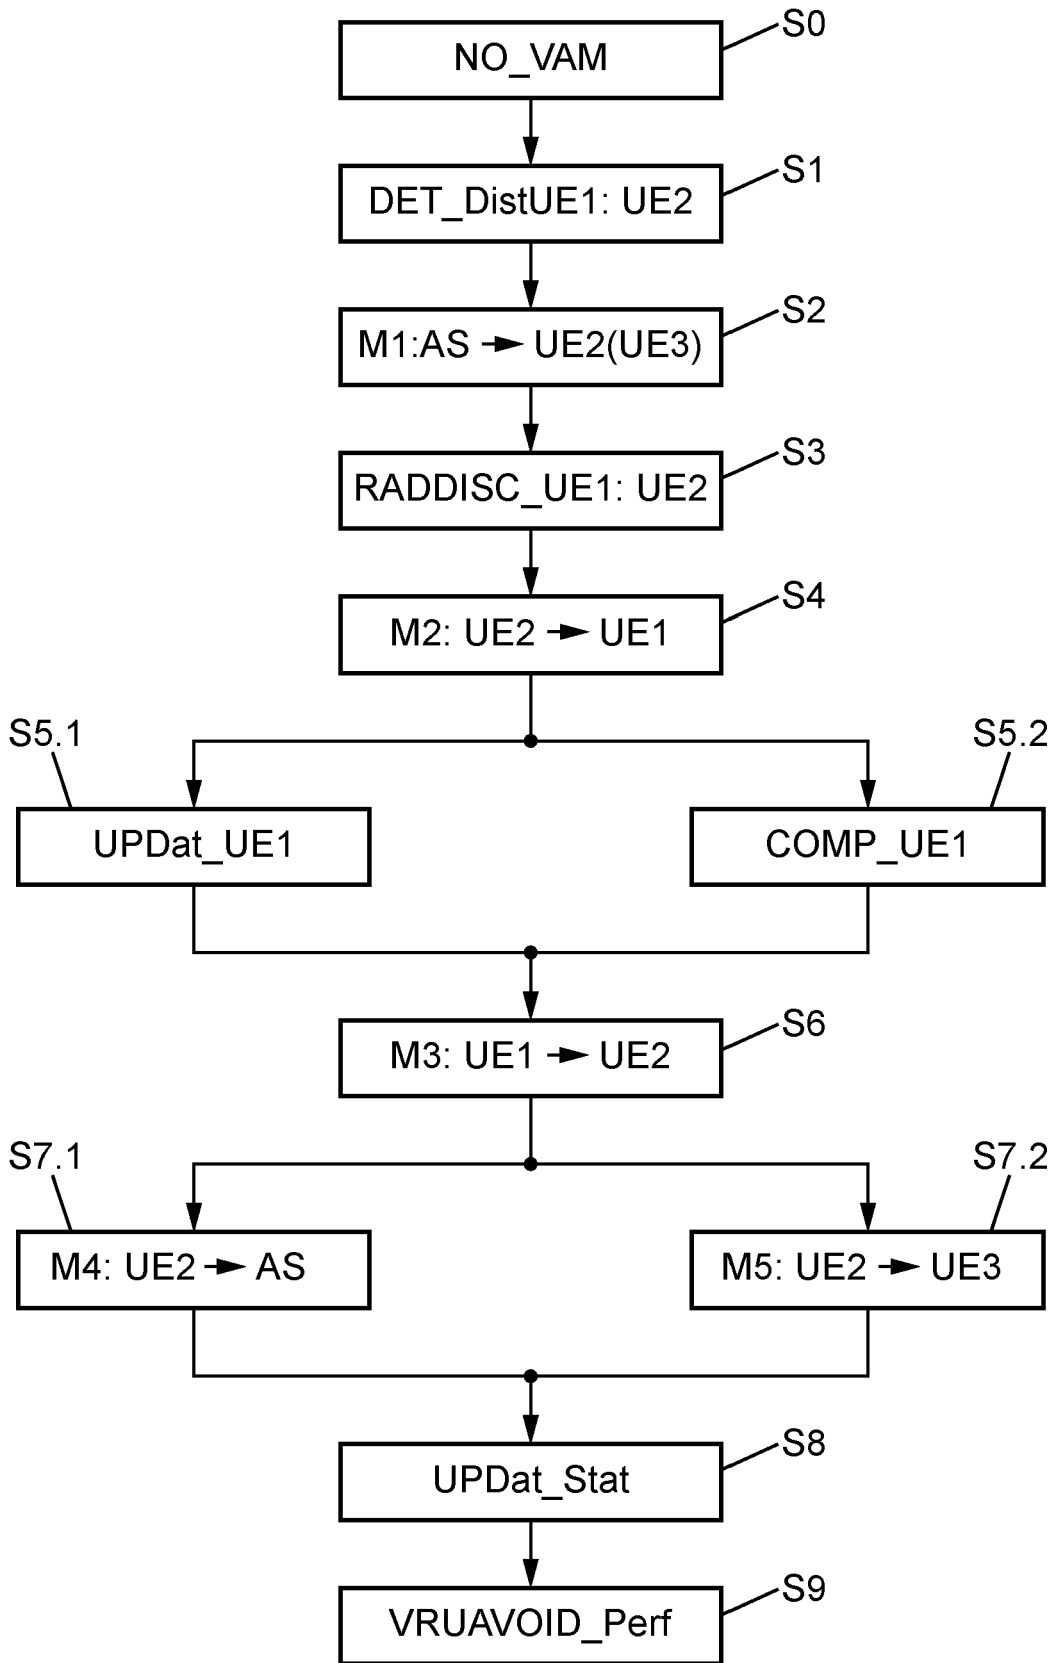 S0
NO_VAM
S1
DET_DistUE1: UE2
S2
M1:AS → UE2(UE3)
S3
RADDISC_UE1: UE2
S4
M2: UE2 → UE1
S5.1
S5.2
UPDat_UE1
COMP_UE1
S6
M3: UE1 → UE2
S7.1
S7.2
M4: UE2 → AS
M5: UE2 → UE3
S8
UPDat_Stat
S9
VRUAVOID_Perf